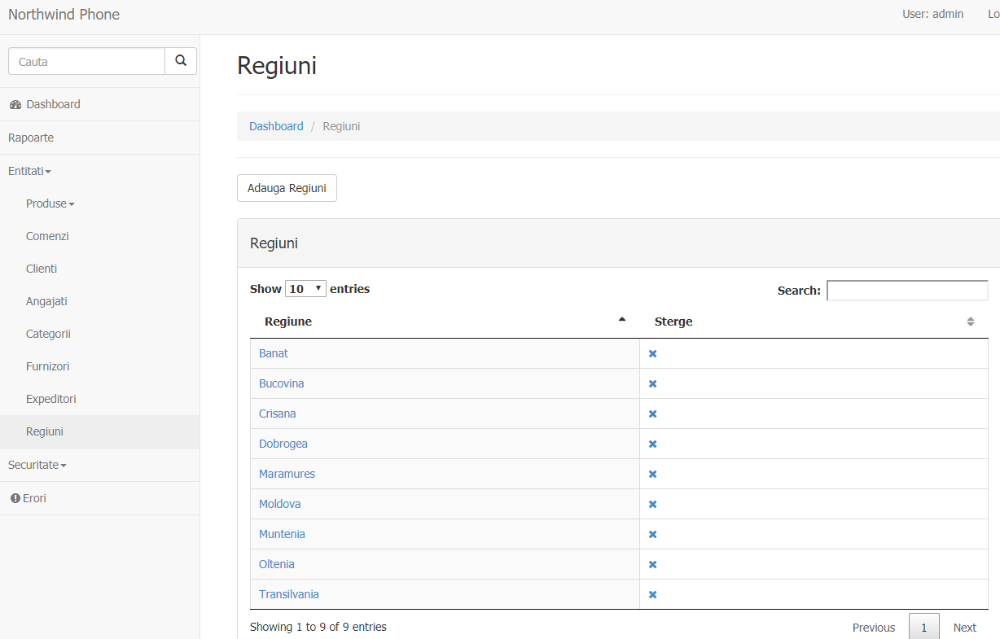 Northwind Phone
User: admin
Lo
Cauta
Dashboard
Rapoarte
Entitati
Produse
Comenzi
Clienti
Angajati
Categorii
Furnizori
Expeditori
Regiuni
Securitate
Erori
Regiuni
Dashboard / Regiuni
Adauga Regiuni
Regiuni
Show 10 entries
Search:
Regiune Sterge
Banat
Bucovina
Crisana
Dobrogea
Maramures
Moldova
Muntenia
Oltenia
Transilvania
Showing 1 to 9 of 9 entries
Previous 1 Next